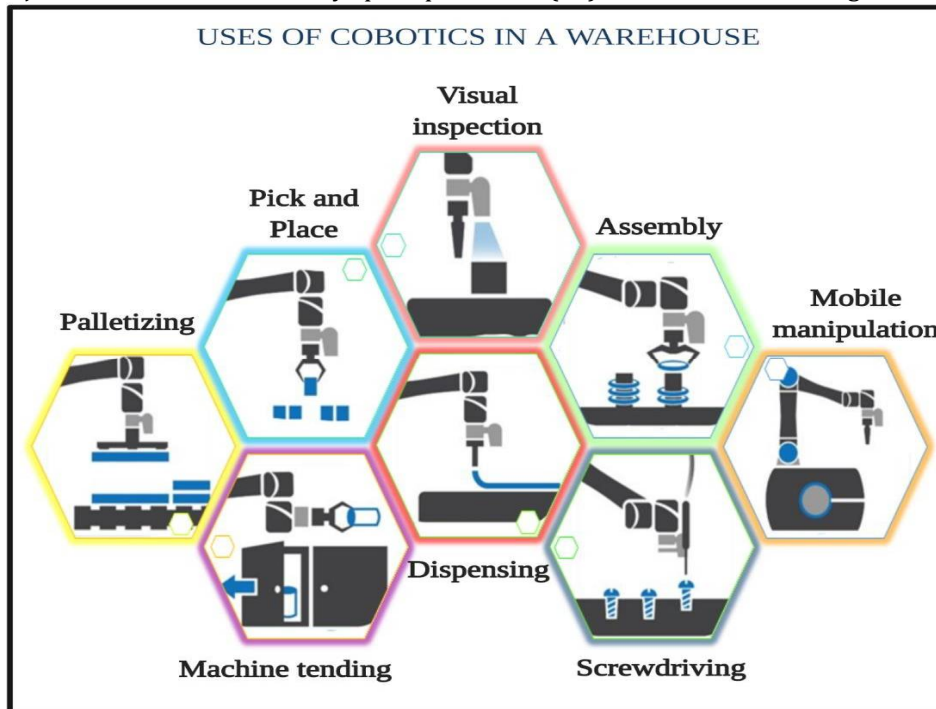 USES OF COBOTICS IN A WAREHOUSE
Visual
inspection
Pick and
Place
Assembly
Mobile
manipulation
Palletizing
Dispensing
Machine tending
Screwdriving